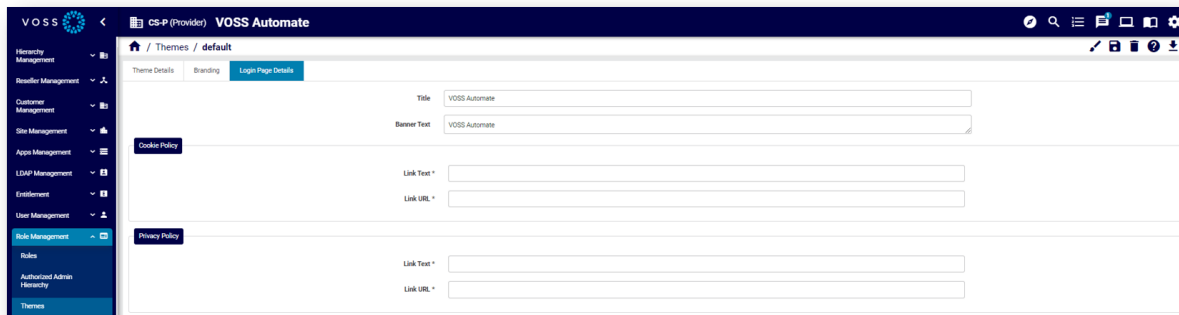 VOSS
CS-P (Provider) VOSS Automate
/ Themes / default
Hierarchy
Management
Reseller Management
Customer
Management
Site Management
Apps Management
LDAP Management
Entitlement
User Management
Role Management
Roles
Authorized Admin
Hierarchy
Themes
Theme Details Branding Login Page Details
Title VOSS Automate
Banner Text VOSS Automate
Cookie Policy
Link Text *
Link URL *
Privacy Policy
Link Text *
Link URL *